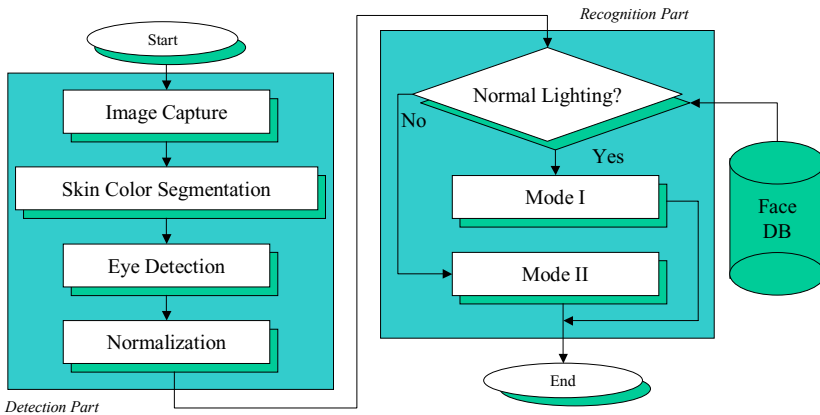 Start
Image Capture
Skin Color Segmentation
Eye Detection
Normalization
Detection Part
Recognition Part
Normal Lighting?
No
Yes
Mode I
Mode II
End
Face
DB